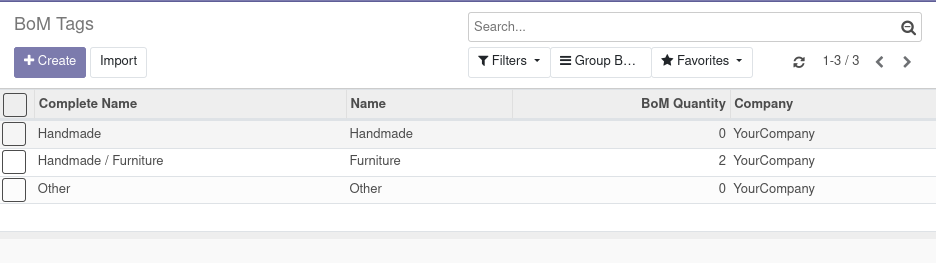 BoM Tags
Search...
Create Import
Filters Group B... Favorites 1-3 / 3
Complete Name Name BoM Quantity Company
Handmade Handmade 0 YourCompany
Handmade / Furniture Furniture 2 YourCompany
Other Other 0 YourCompany